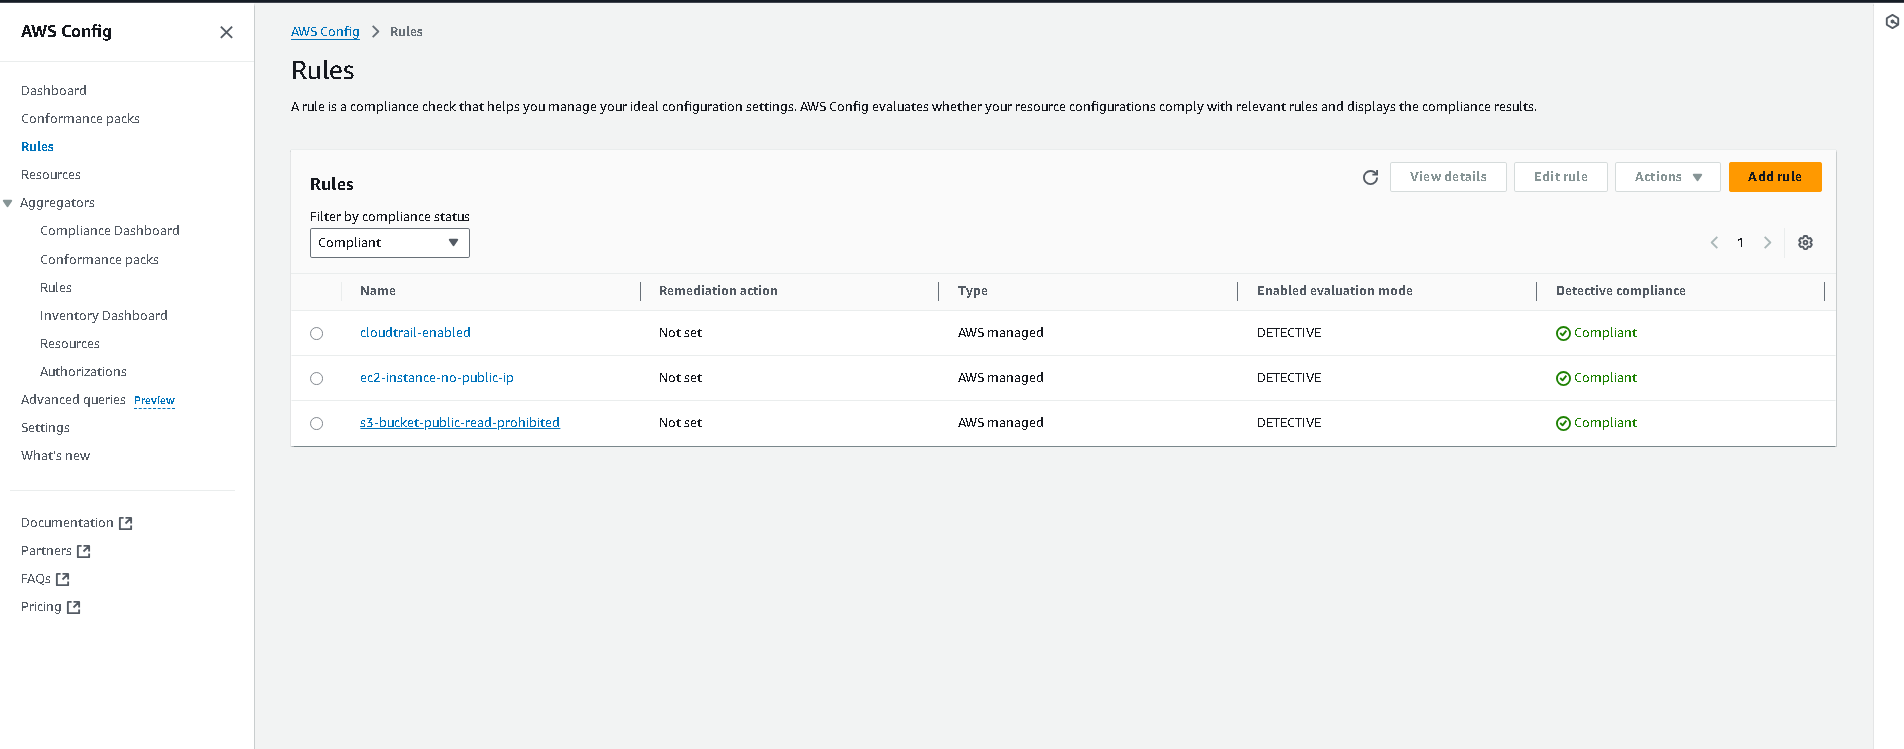 AWS Config
Dashboard
Conformance packs
Rules
Resources
Aggregators
Compliance Dashboard
Conformance packs
Rules
Inventory Dashboard
Resources
Authorizations
Advanced queries Preview
Settings
What's new
Documentation
Partners
FAQs
Pricing
AWS Config Rules
Rules
A rule is a compliance check that helps you manage your ideal configuration settings. AWS Config evaluates whether your resource configurations comply with relevant rules and displays the compliance results.
Rules
View details Edit rule Actions Add rule
Filter by compliance status
Compliant
1
Name Remediation action Type Enabled evaluation mode Detective compliance
cloudtrail-enabled Not set AWS managed DETECTIVE Compliant
ec2-instance-no-public-ip Not set AWS managed DETECTIVE Compliant
s3-bucket-public-read-prohibited Not set AWS managed DETECTIVE Compliant